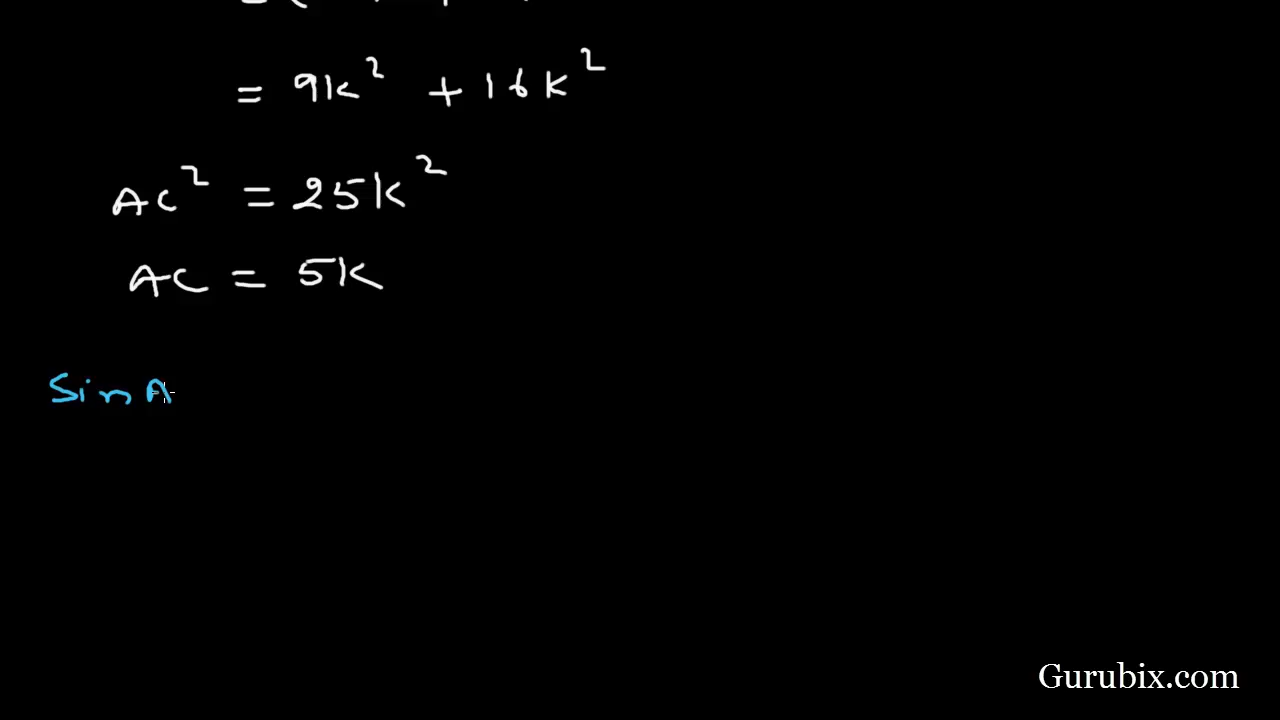 = 9k² + 16k²
AC² = 25k²
AC = 5k
Sin A
Gurubix.com